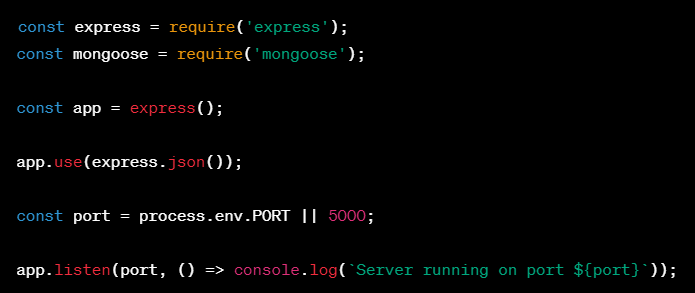 const express = require('express');
const mongoose = require('mongoose');
const app = express();
app.use(express.json());
const port = process.env.PORT || 5000;
app.listen(port, () => console.log(`Server running on port ${port}`));